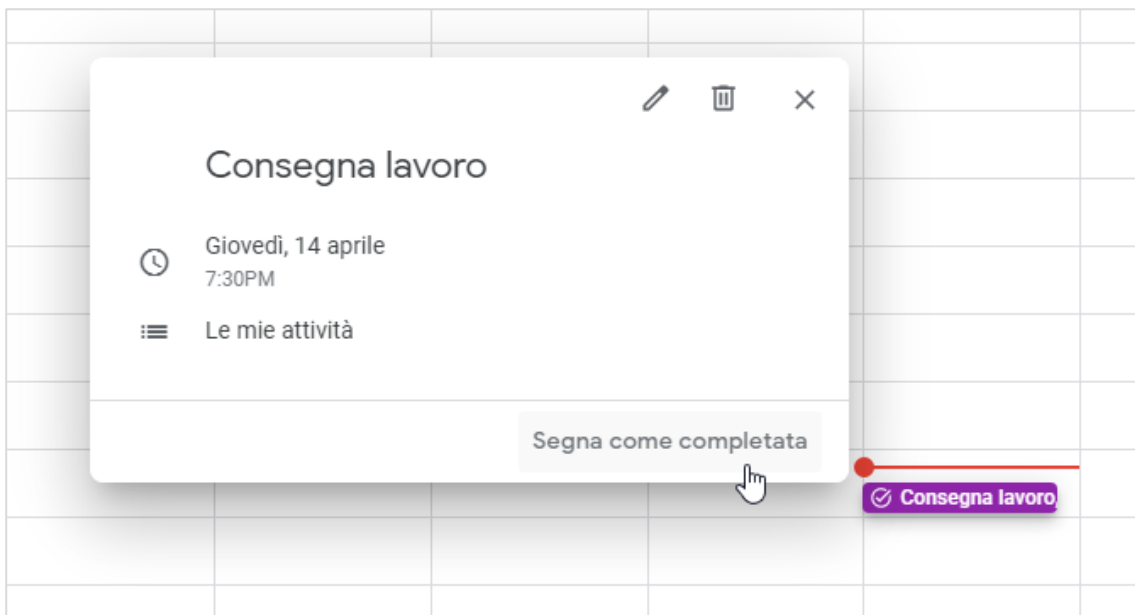 Consegna lavoro
Giovedì, 14 aprile
7:30PM
Le mie attività
Segna come completata
Consegna lavoro,